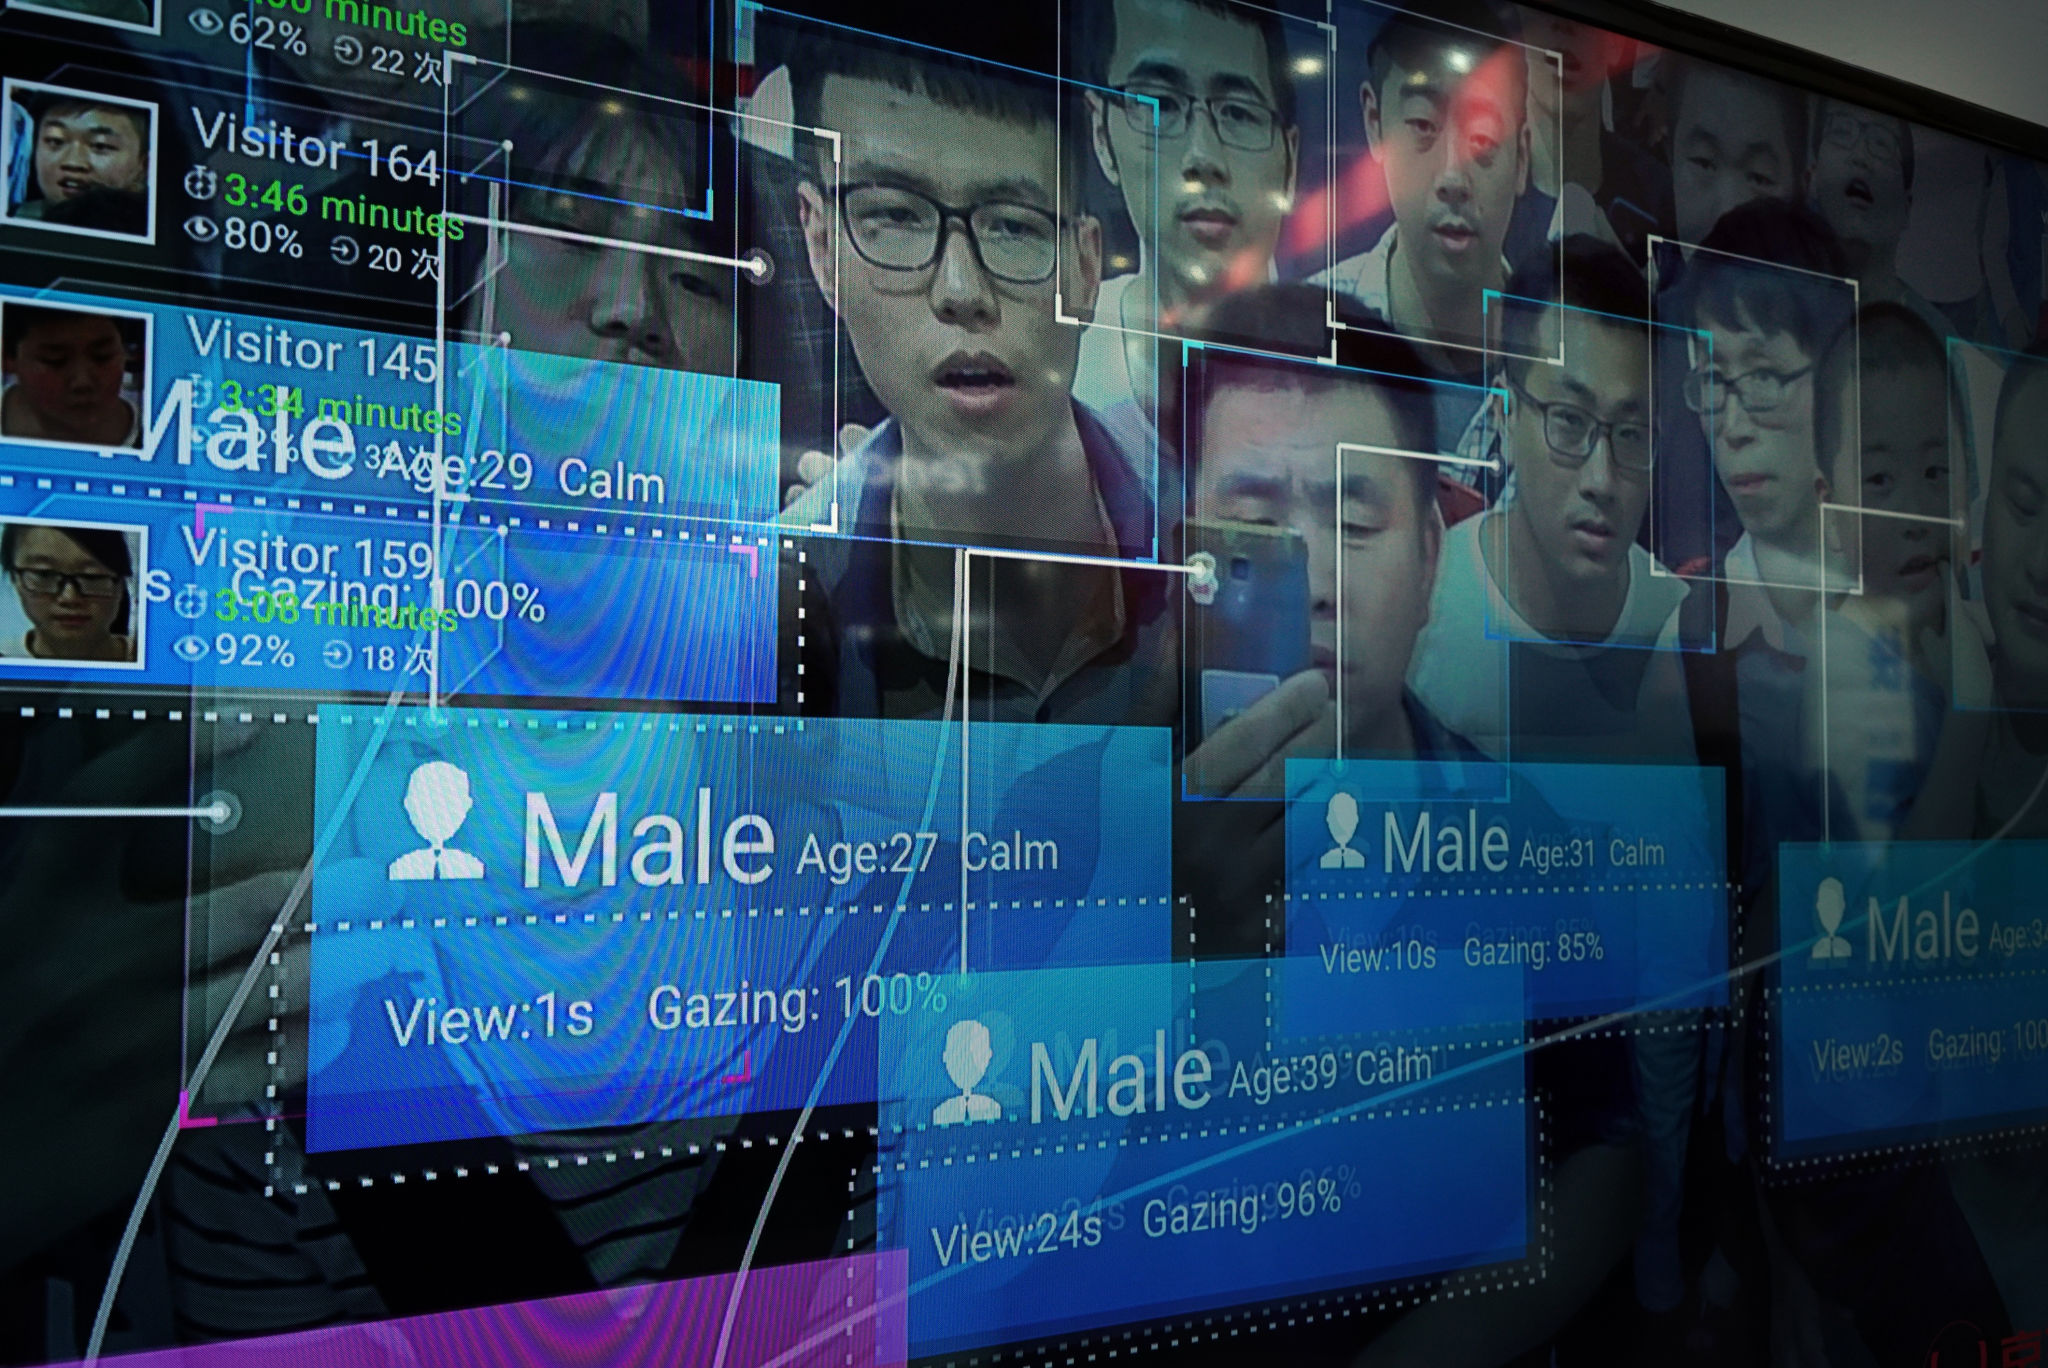 minutes
62% 22 次
Visitor 164
3:46 minutes
80% 20 次
Visitor 145
3:34 minutes
Male Age:29 Calm
Visitor 159
3:08 minutes
Gazing: 100%
92% 18 次
Male Age:27 Calm
View:1s Gazing: 100%
Male Age:31 Calm
View:10s Gazing: 85%
Male Age:39 Calm
View:24s Gazing: 96%
Male
View:2s Gazing: 100